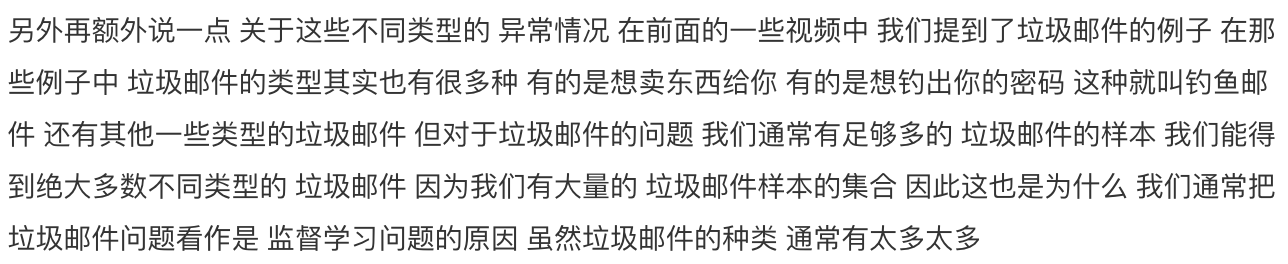 另外再额外说一点 关于这些不同类型的 异常情况 在前面的一些视频中 我们提到了垃圾邮件的例子 在那
些例子中 垃圾邮件的类型其实也有很多种 有的是想卖东西给你 有的是想钓出你的密码 这种就叫钓鱼邮
件 还有其他一些类型的垃圾邮件 但对于垃圾邮件的问题 我们通常有足够多的 垃圾邮件的样本 我们能得
到绝大多数不同类型的 垃圾邮件 因为我们有大量的 垃圾邮件样本的集合 因此这也是为什么 我们通常把
垃圾邮件问题看作是 监督学习问题的原因 虽然垃圾邮件的种类 通常有太多太多